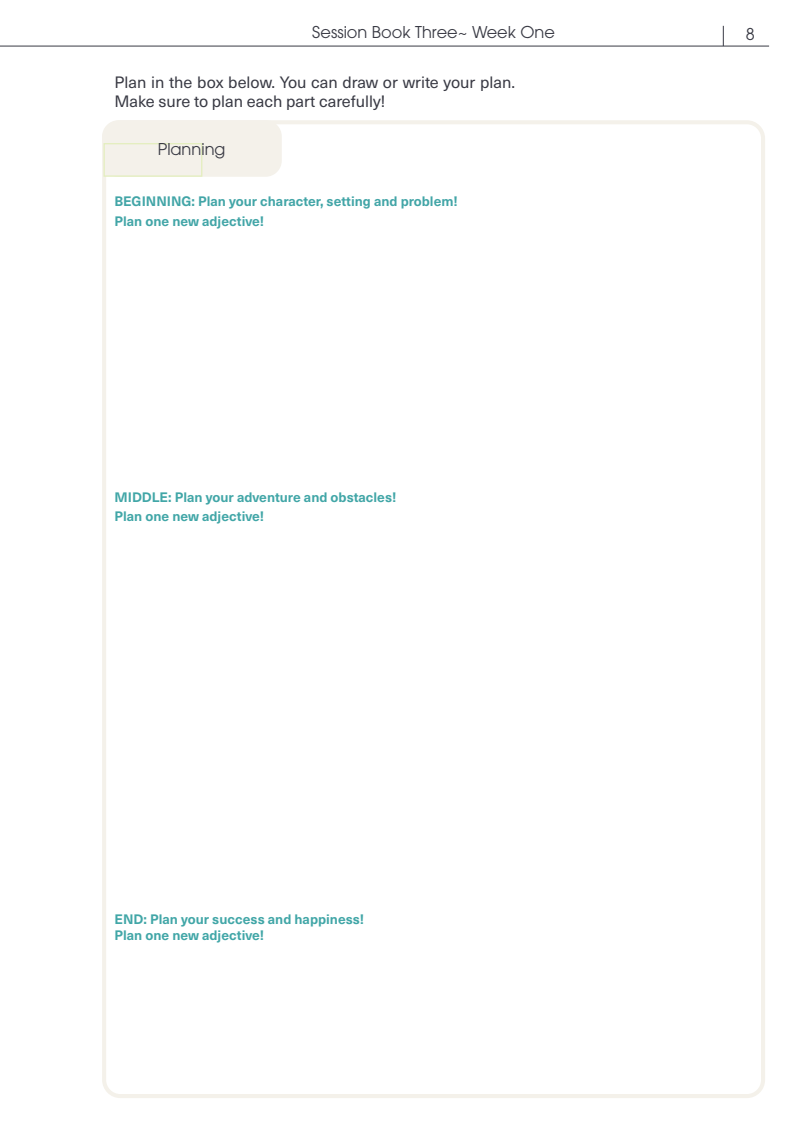 Session Book Three~ Week One
8
Plan in the box below. You can draw or write your plan.
Make sure to plan each part carefully!
Planning
BEGINNING: Plan your character, setting and problem!
Plan one new adjective!
MIDDLE: Plan your adventure and obstacles!
Plan one new adjective!
END: Plan your success and happiness!
Plan one new adjective!